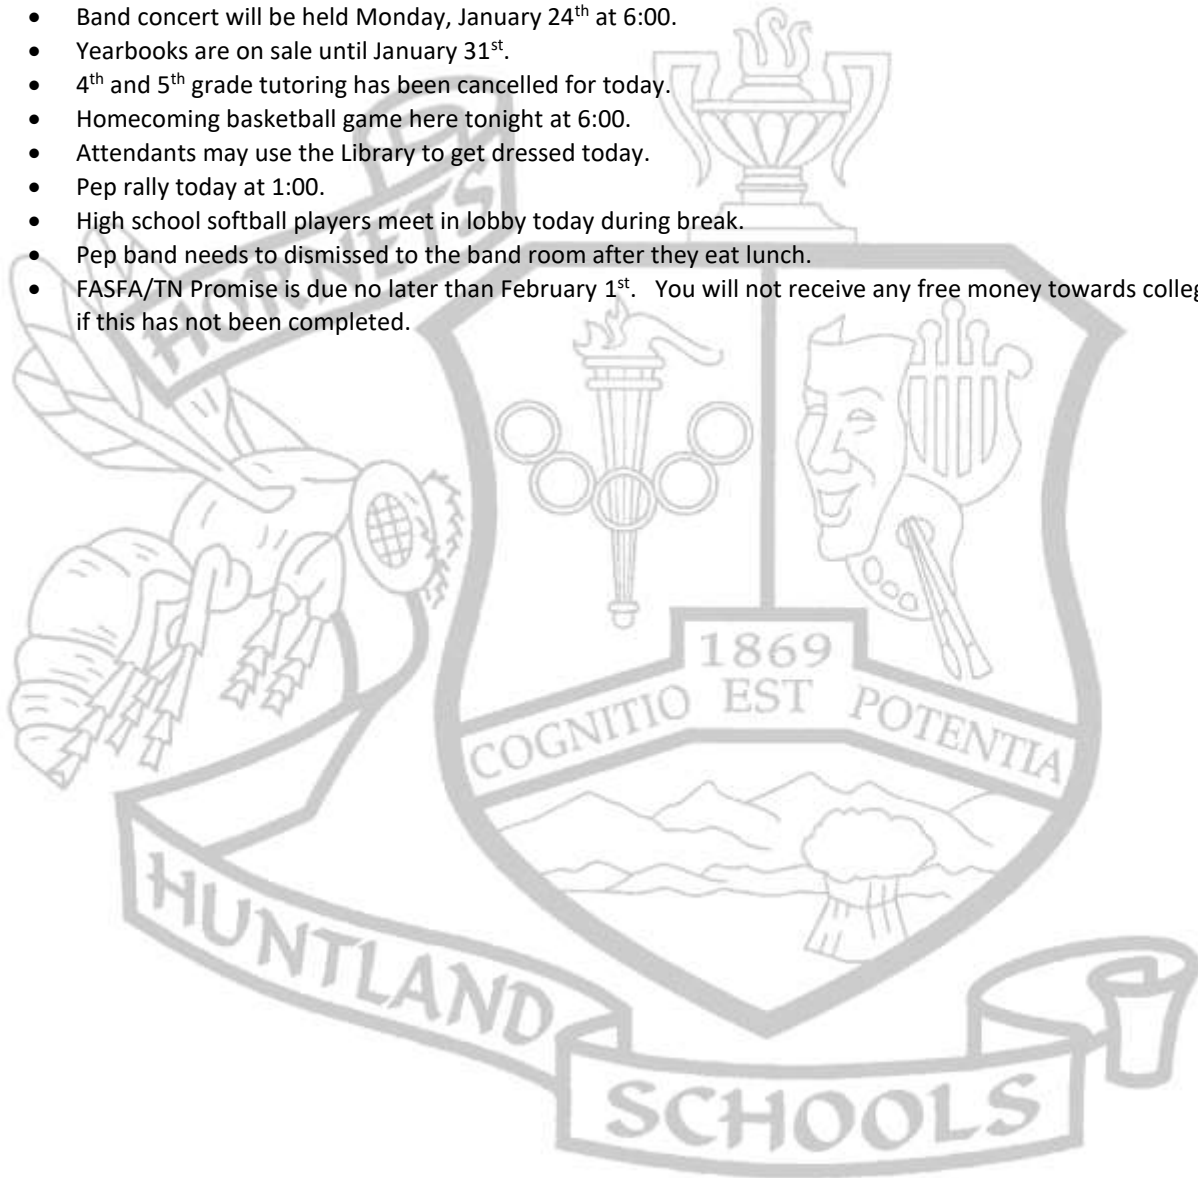 • Band concert will be held Monday, January 24th at 6:00.
• Yearbooks are on sale until January 31st.
• 4th and 5th grade tutoring has been cancelled for today.
• Homecoming basketball game here tonight at 6:00.
• Attendants may use the Library to get dressed today.
• Pep rally today at 1:00.
• High school softball players meet in lobby today during break.
• Pep band needs to dismissed to the band room after they eat lunch.
• FASFA/TN Promise is due no later than February 1st. You will not receive any free money towards colleg
if this has not been completed.
HORNETS
1869
COGNITIO EST POTENTIA
HUNTLAND
SCHOOLS